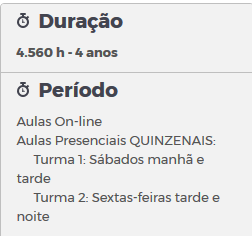 Duração
4.560 h - 4 anos
Período
Aulas On-line
Aulas Presenciais QUINZENAIS:
Turma 1: Sábados manhã e
tarde
Turma 2: Sextas-feiras tarde e
noite